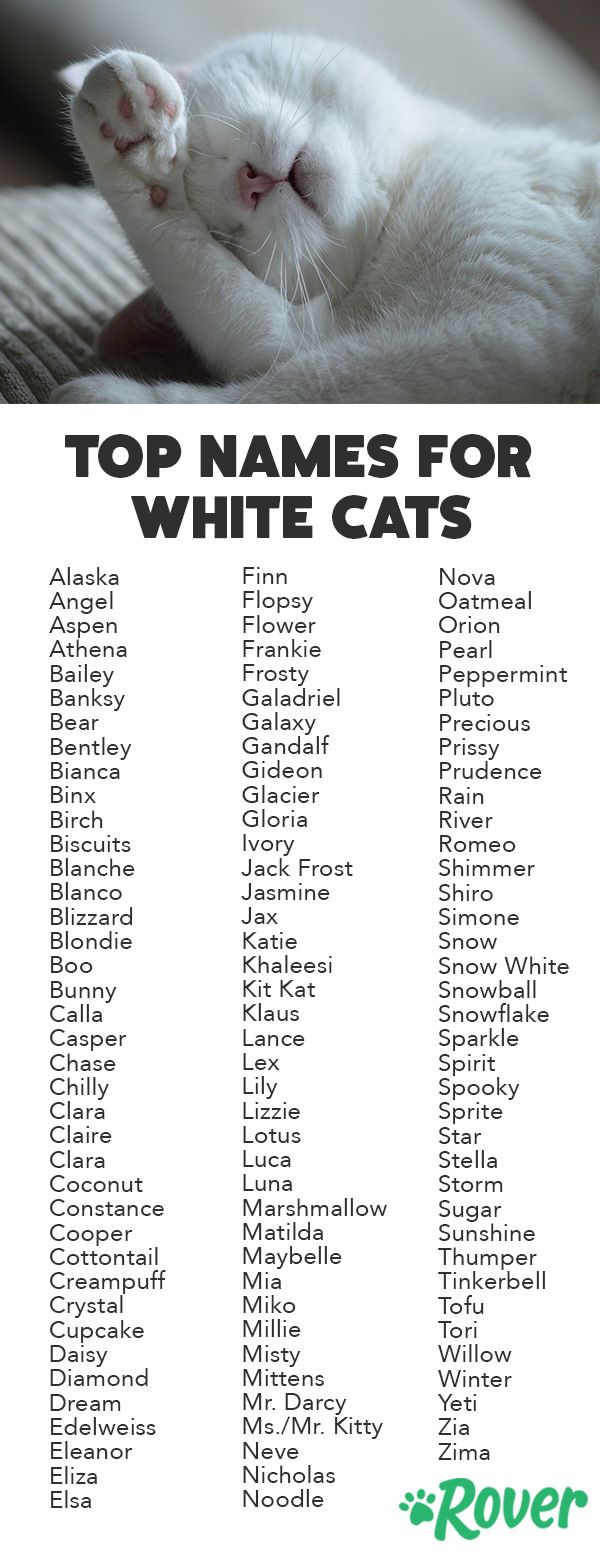 TOP NAMES FOR
WHITE CATS
Alaska
Angel
Aspen
Athena
Bailey
Banksy
Bear
Bentley
Bianca
Binx
Birch
Biscuits
Blanche
Blanco
Blizzard
Blondie
Boo
Bunny
Calla
Casper
Chase
Chilly
Clara
Claire
Clara
Coconut
Constance
Cooper
Cottontail
Creampuff
Crystal
Cupcake
Daisy
Diamond
Dream
Edelweiss
Eleanor
Eliza
Elsa
Finn
Flopsy
Flower
Frankie
Frosty
Galadriel
Galaxy
Gandalf
Gideon
Glacier
Gloria
Ivory
Jack Frost
Jasmine
Jax
Katie
Khaleesi
Kit Kat
Klaus
Lance
Lex
Lily
Lizzie
Lotus
Luca
Luna
Marshmallow
Matilda
Maybelle
Mia
Miko
Millie
Misty
Mittens
Mr. Darcy
Ms./Mr. Kitty
Neve
Nicholas
Noodle
Nova
Oatmeal
Orion
Pearl
Peppermint
Pluto
Precious
Prissy
Prudence
Rain
River
Romeo
Shimmer
Shiro
Simone
Snow
Snow White
Snowball
Snowflake
Sparkle
Spirit
Spooky
Sprite
Star
Stella
Storm
Sugar
Sunshine
Thumper
Tinkerbell
Tofu
Tori
Willow
Winter
Yeti
Zia
Zima
Rover